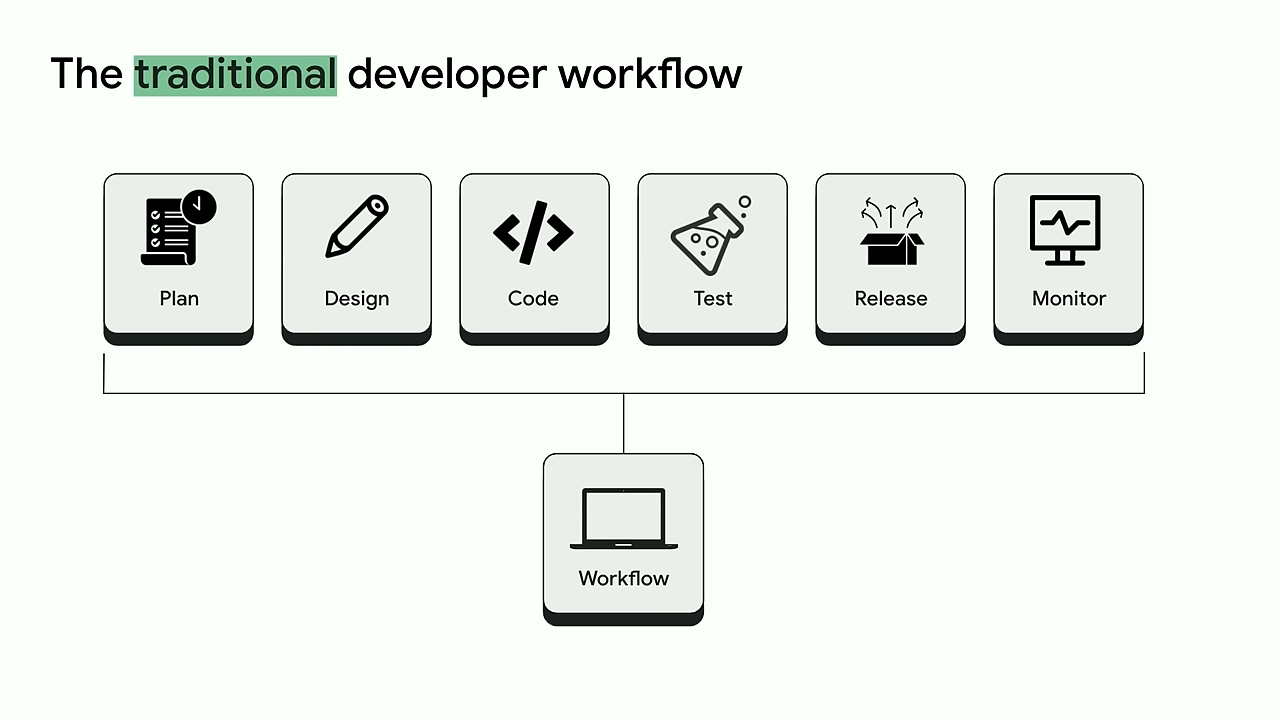 The traditional developer workflow
Plan
Design
Code
Test
Release
Monitor
Workflow